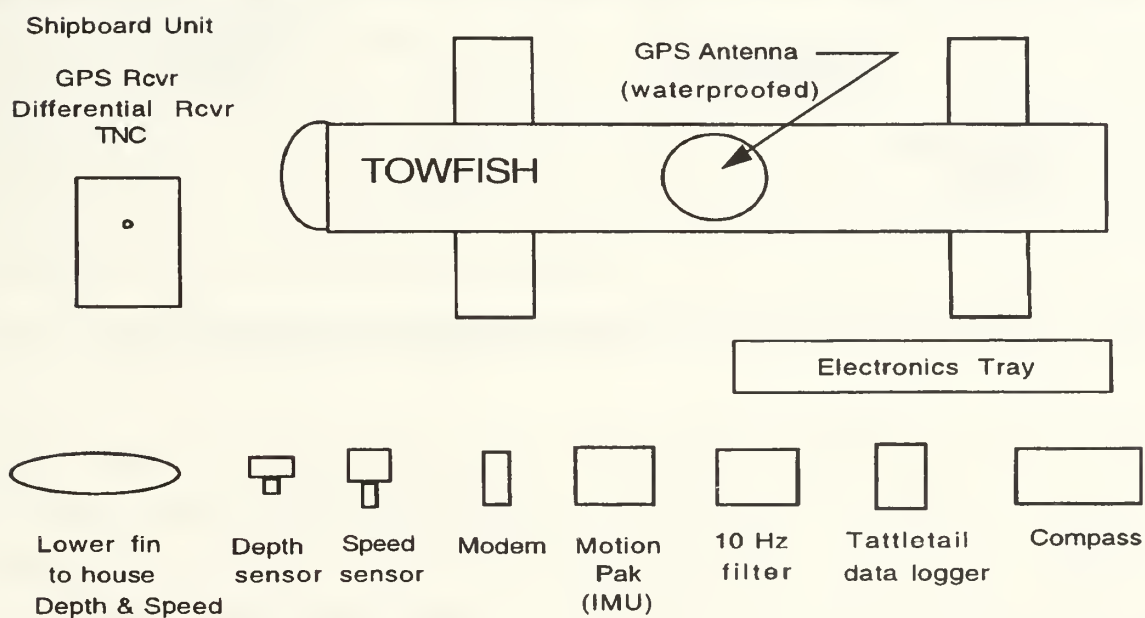 Shipboard Unit
GPS Rcvr
Differential Rcvr
TNC
GPS Antenna
(waterproofed)
TOWFISH
Electronics Tray
Lower fin
to house
Depth & Speed
Depth
sensor
Speed
sensor
Modem
Motion
Pak
(IMU)
10 Hz
filter
Tattletail
data logger
Compass